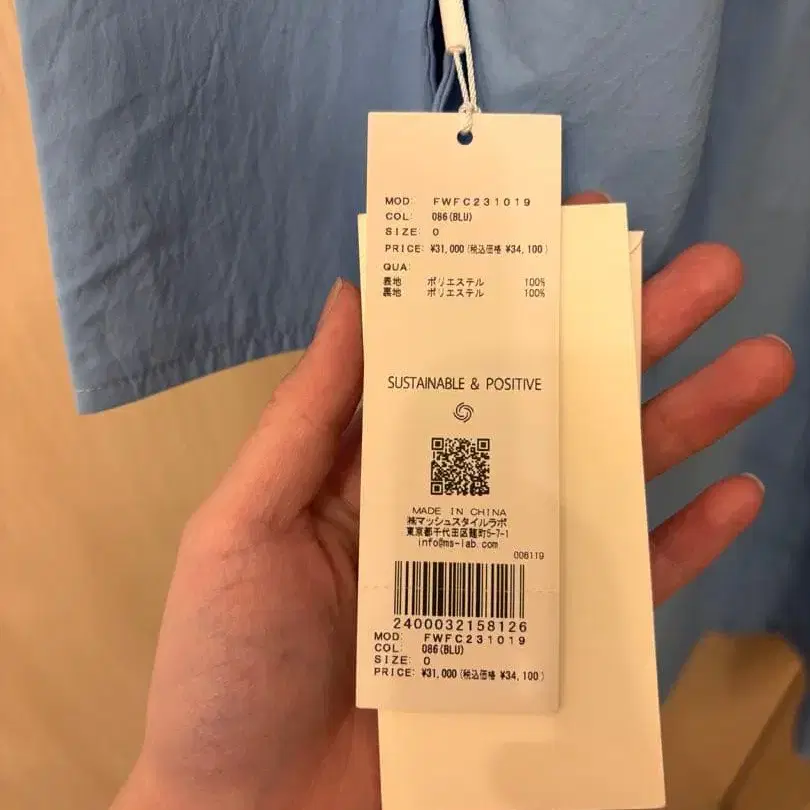 MOD: FWFC231019
COL: 086(BLU)
SIZE: 0
PRICE: ¥31,000(税込価格 ¥34,100)
QUA:
表地 ポリエステル 100%
裏地 ポリエステル 100%
SUSTAINABLE & POSITIVE
MADE IN CHINA
㈱マッシュスタイルラボ
東京都千代田区麹町5-7-1
info@ms-lab.com
006119
2400032158126
MOD: FWFC231019
COL: 086(BLU)
SIZE: 0
PRICE: ¥31,000(税込価格 ¥34,100)